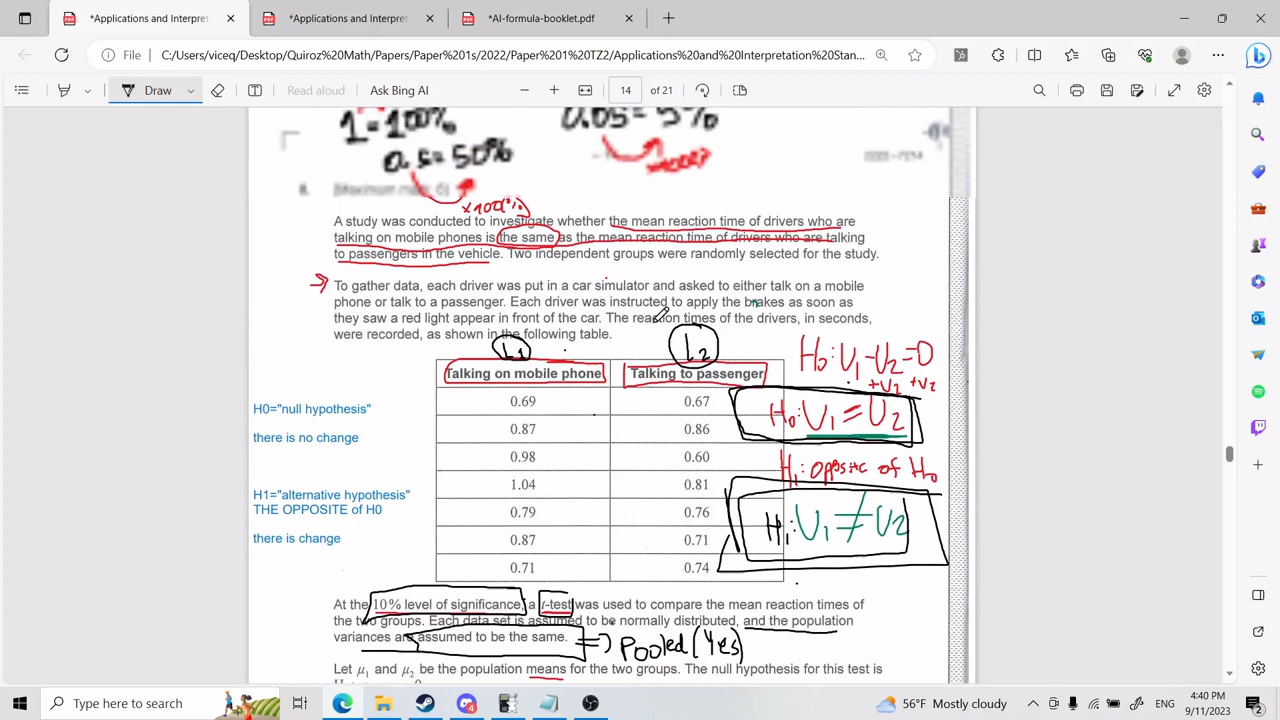 *Applications and Interpret
*Applications and Interpret
*AI-formula-booklet.pdf
File
C:/Users/viceq/Desktop/Quiroz%20Math/Papers/Paper%201s/2022/Paper%201%20TZ2/Applications%20and%20Interpretation%20Stan...
Draw
Read aloud
Ask Bing AI
14
of 21
1=100%
0.05=5%
0.5=50%
8. [Maximum mark: 6]
×100(%)
A study was conducted to investigate whether the mean reaction time of drivers who are
talking on mobile phones is the same as the mean reaction time of drivers who are talking
to passengers in the vehicle. Two independent groups were randomly selected for the study.
To gather data, each driver was put in a car simulator and asked to either talk on a mobile
phone or talk to a passenger. Each driver was instructed to apply the brakes as soon as
they saw a red light appear in front of the car. The reaction times of the drivers, in seconds,
were recorded, as shown in the following table.
L1
L2
H0: U1-U2=0
+U2 +U2
Talking on mobile phone
Talking to passenger
0.69 0.67
0.87 0.86
0.98 0.60
1.04 0.81
0.79 0.76
0.87 0.71
0.71 0.74
H0="null hypothesis"
there is no change
H1="alternative hypothesis"
THE OPPOSITE of H0
there is change
H0: U1=U2
H1: opposite of H0
H1: U1≠U2
At the 10% level of significance, a t-test was used to compare the mean reaction times of
the two groups. Each data set is assumed to be normally distributed, and the population
variances are assumed to be the same.
=> Pooled (Yes)
Let μ1 and μ2 be the population means for the two groups. The null hypothesis for this test is
Type here to search
56°F Mostly cloudy
ENG
4:40 PM
9/11/2023
2